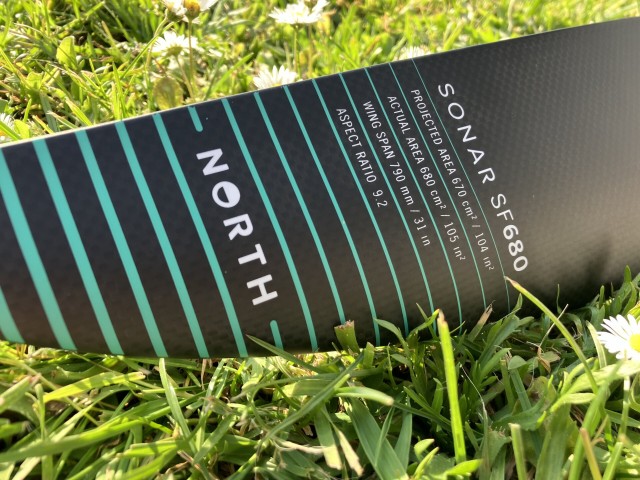 SONAR SF680
PROJECTED AREA 670 cm² / 104 in²
ACTUAL AREA 680 cm² / 105 in²
WING SPAN 790 mm / 31 in
ASPECT RATIO 9.2
NORTH